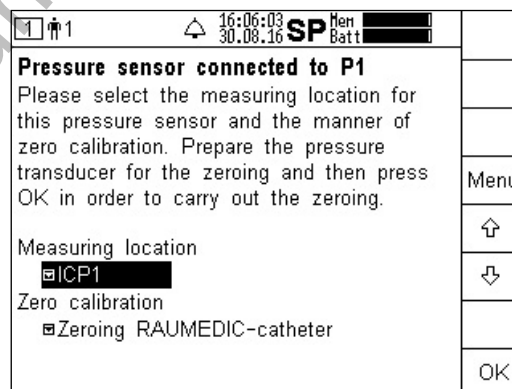 1 1 16:06:03 30.08.16 SP Mem Batt
Pressure sensor connected to P1
Please select the measuring location for
this pressure sensor and the manner of
zero calibration. Prepare the pressure
transducer for the zeroing and then press
OK in order to carry out the zeroing.
Menu
Measuring location
ICP1
Zero calibration
Zeroing RAUMEDIC-catheter
OK